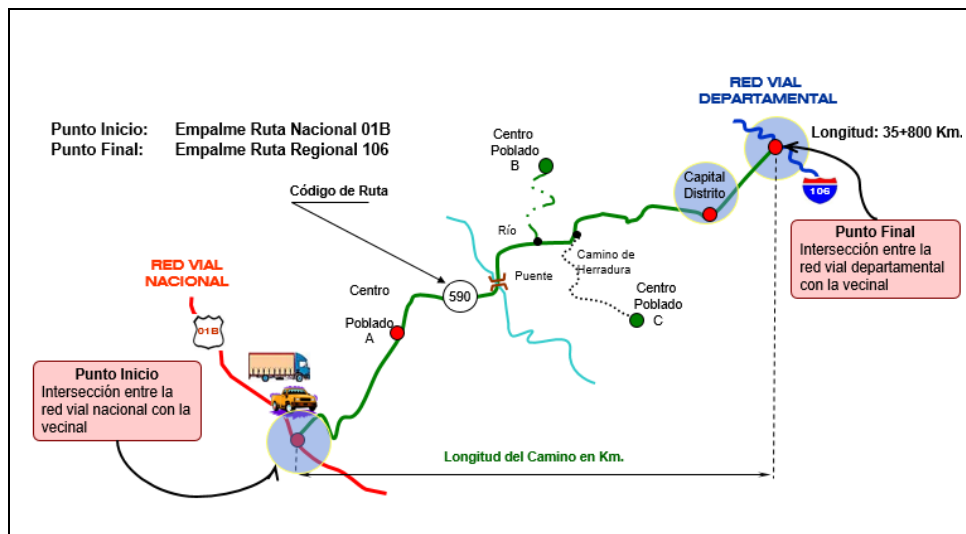 RED VIAL
DEPARTAMENTAL
Punto Inicio: Empalme Ruta Nacional 01B
Punto Final: Empalme Ruta Regional 106
Longitud: 35+800 Km.
Centro
Poblado
B
Código de Ruta
Capital
Distrito
106
Río
Punto Final
Intersección entre la
red vial departamental
con la vecinal
Camino de
Herradura
RED VIAL
NACIONAL
Puente
Centro
590
Centro
Poblado
C
01B
Poblado
A
Punto Inicio
Intersección entre la
red vial nacional con la
vecinal
Longitud del Camino en Km.